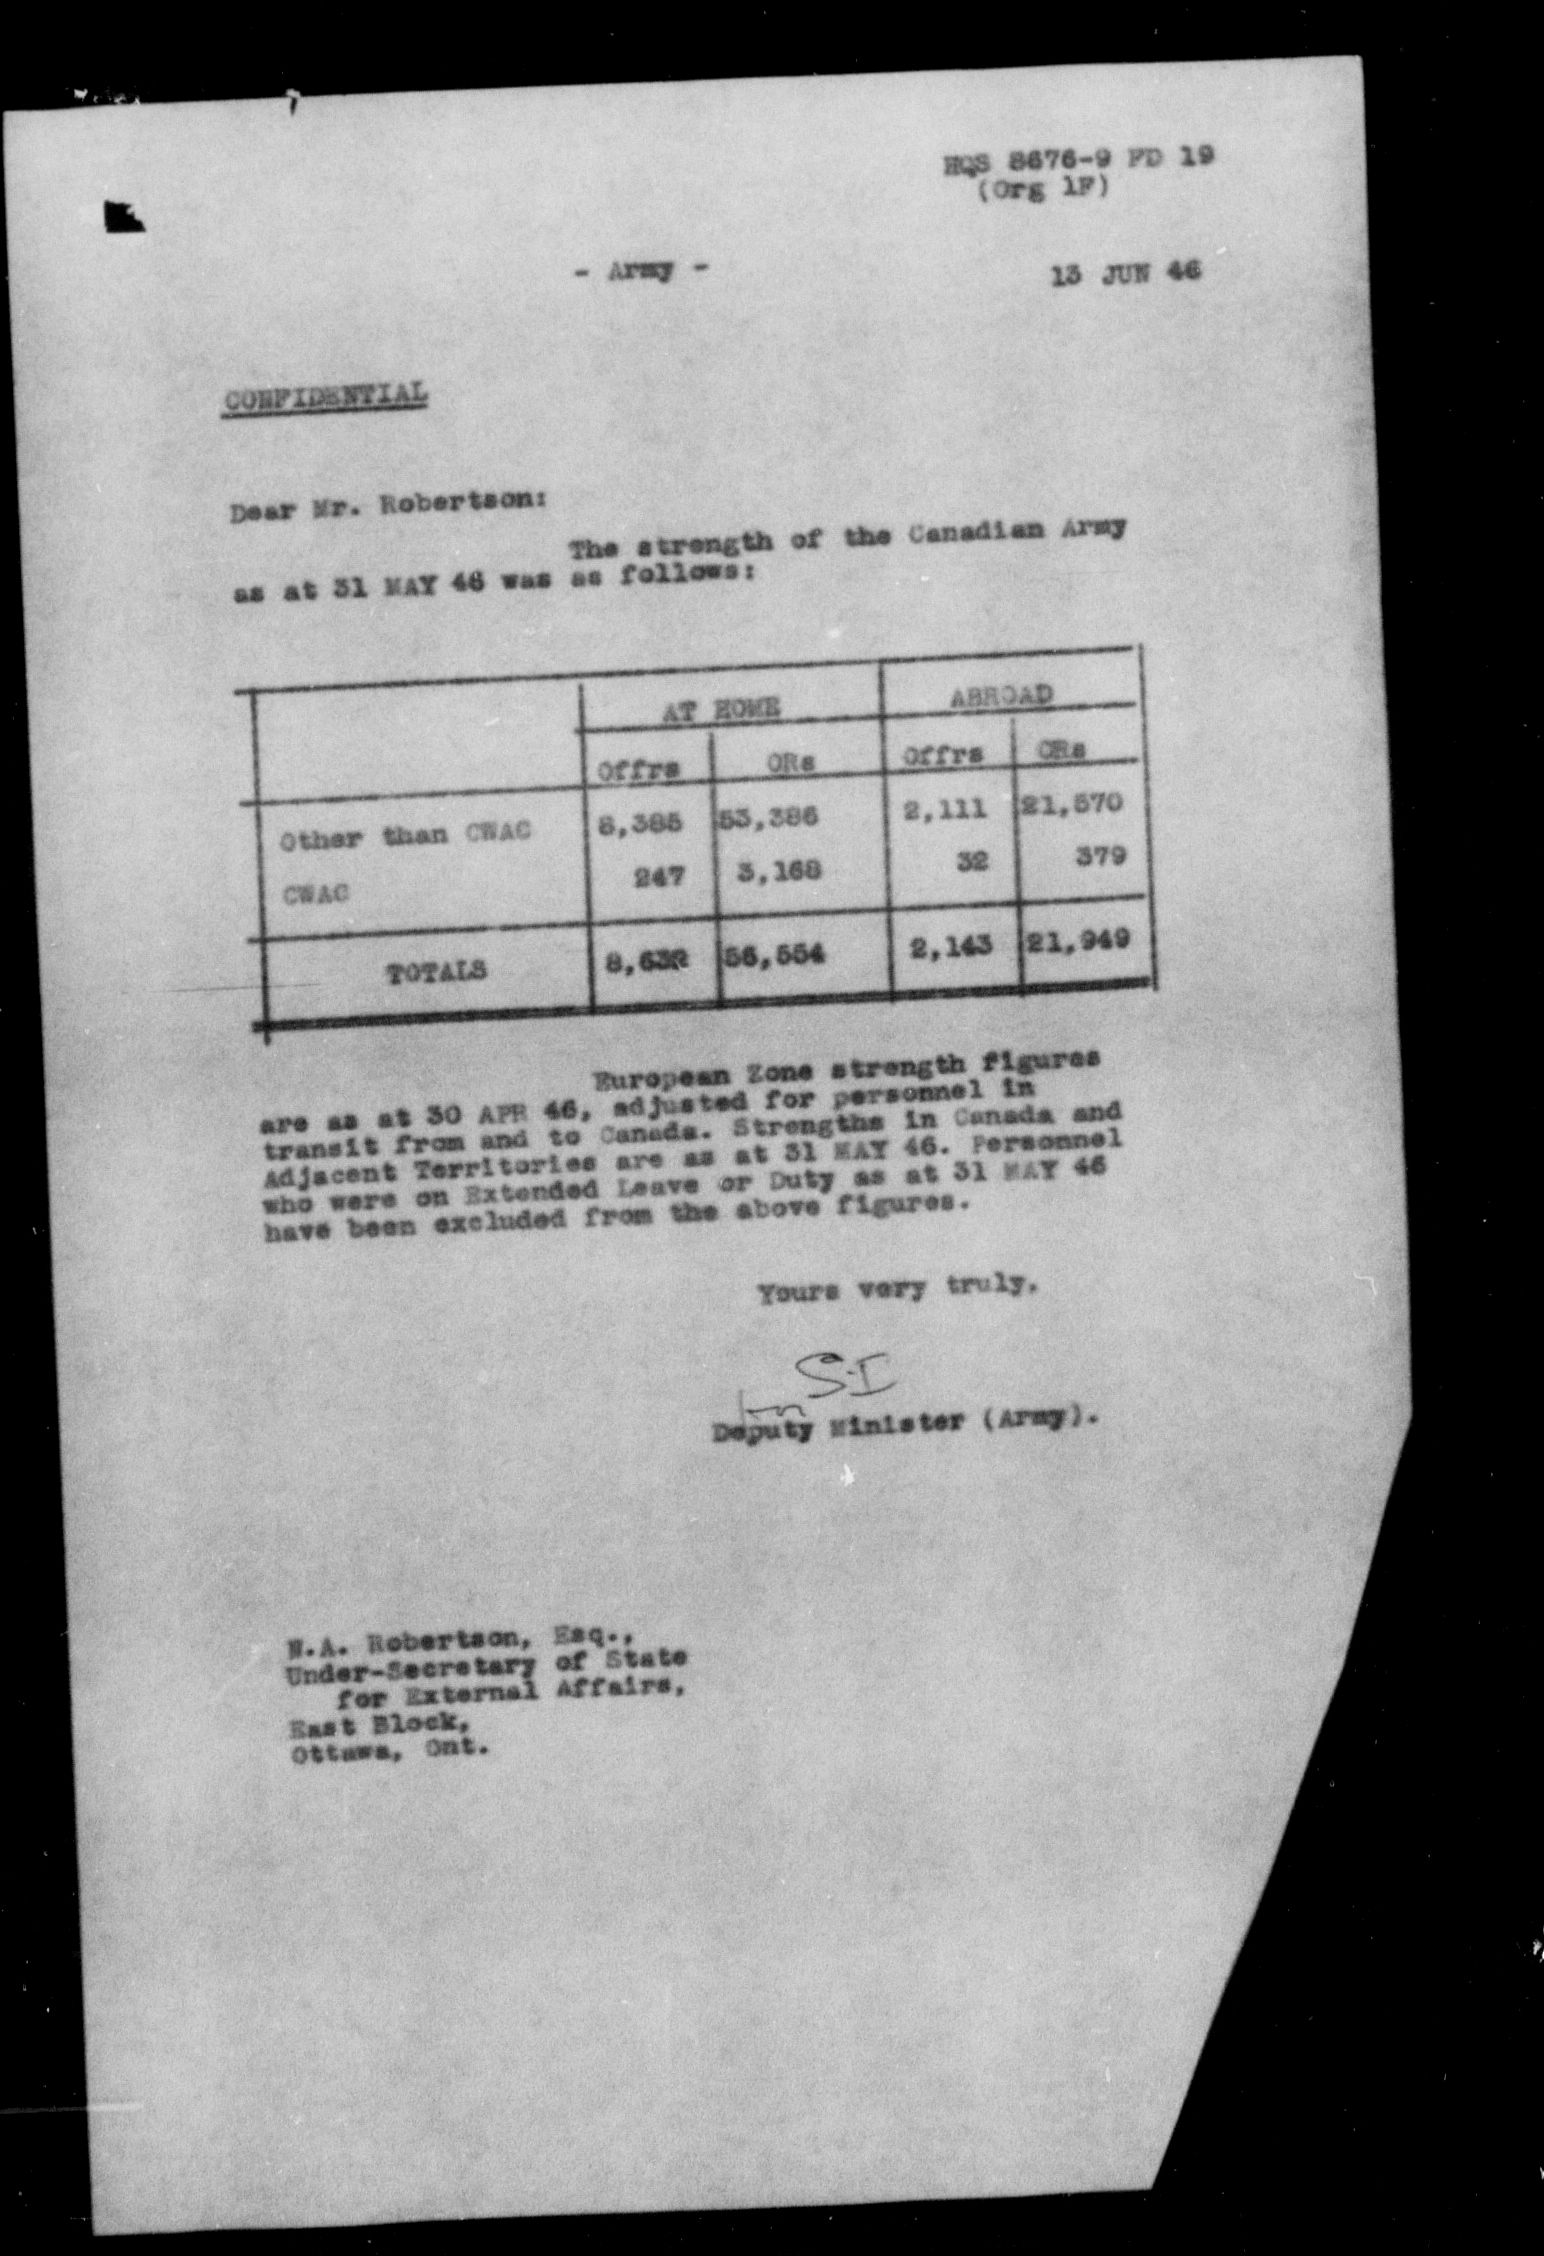 HQS 8676-9 FD 19
(Org 1F)
- Army -
13 JUN 46
CONFIDENTIAL
Dear Mr. Robertson:
The strength of the Canadian Army
as at 31 MAY 46 was as follows:
AT HOME ABROAD
Offrs ORs Offrs ORs
Other than CWAC 8,385 53,386 2,111 21,570
CWAC 247 3,168 32 379
TOTALS 8,632 56,554 2,143 21,949
European Zone strength figures
are as at 30 APR 46, adjusted for personnel in
transit from and to Canada. Strengths in Canada and
Adjacent Territories are as at 31 MAY 46. Personnel
who were on Extended Leave or Duty as at 31 MAY 46
have been excluded from the above figures.
Yours very truly,
Deputy Minister (Army).
N.A. Robertson, Esq.,
Under-Secretary of State
for External Affairs,
East Block,
Ottawa, Ont.